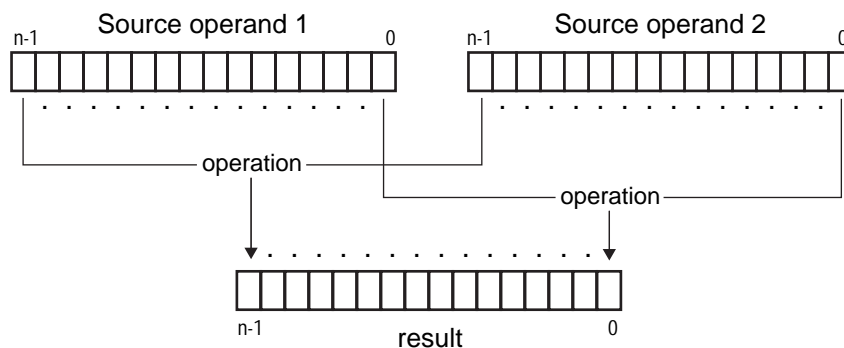 Source operand 1
Source operand 2
n-1
0
n-1
0
. . . . . . . . . . . . . .
. . . . . . . . . . . . . .
operation
operation
. . . . . . . . . . . . . .
n-1
0
result